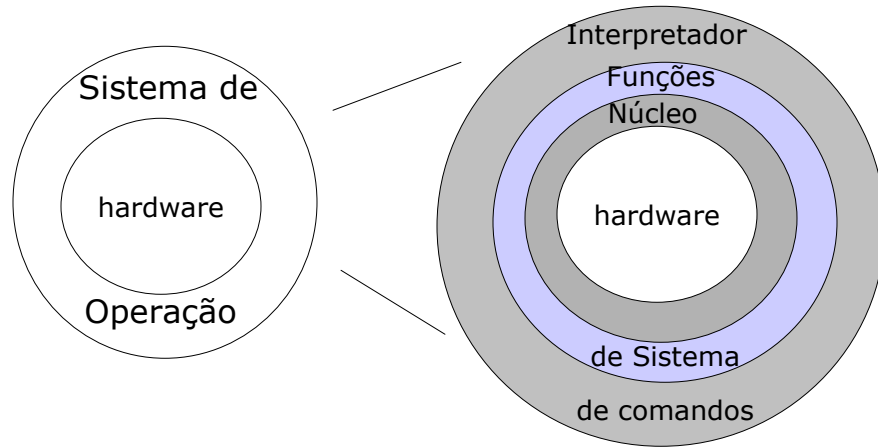 Sistema de
hardware
Operação
Interpretador
Funções
Núcleo
hardware
de Sistema
de comandos